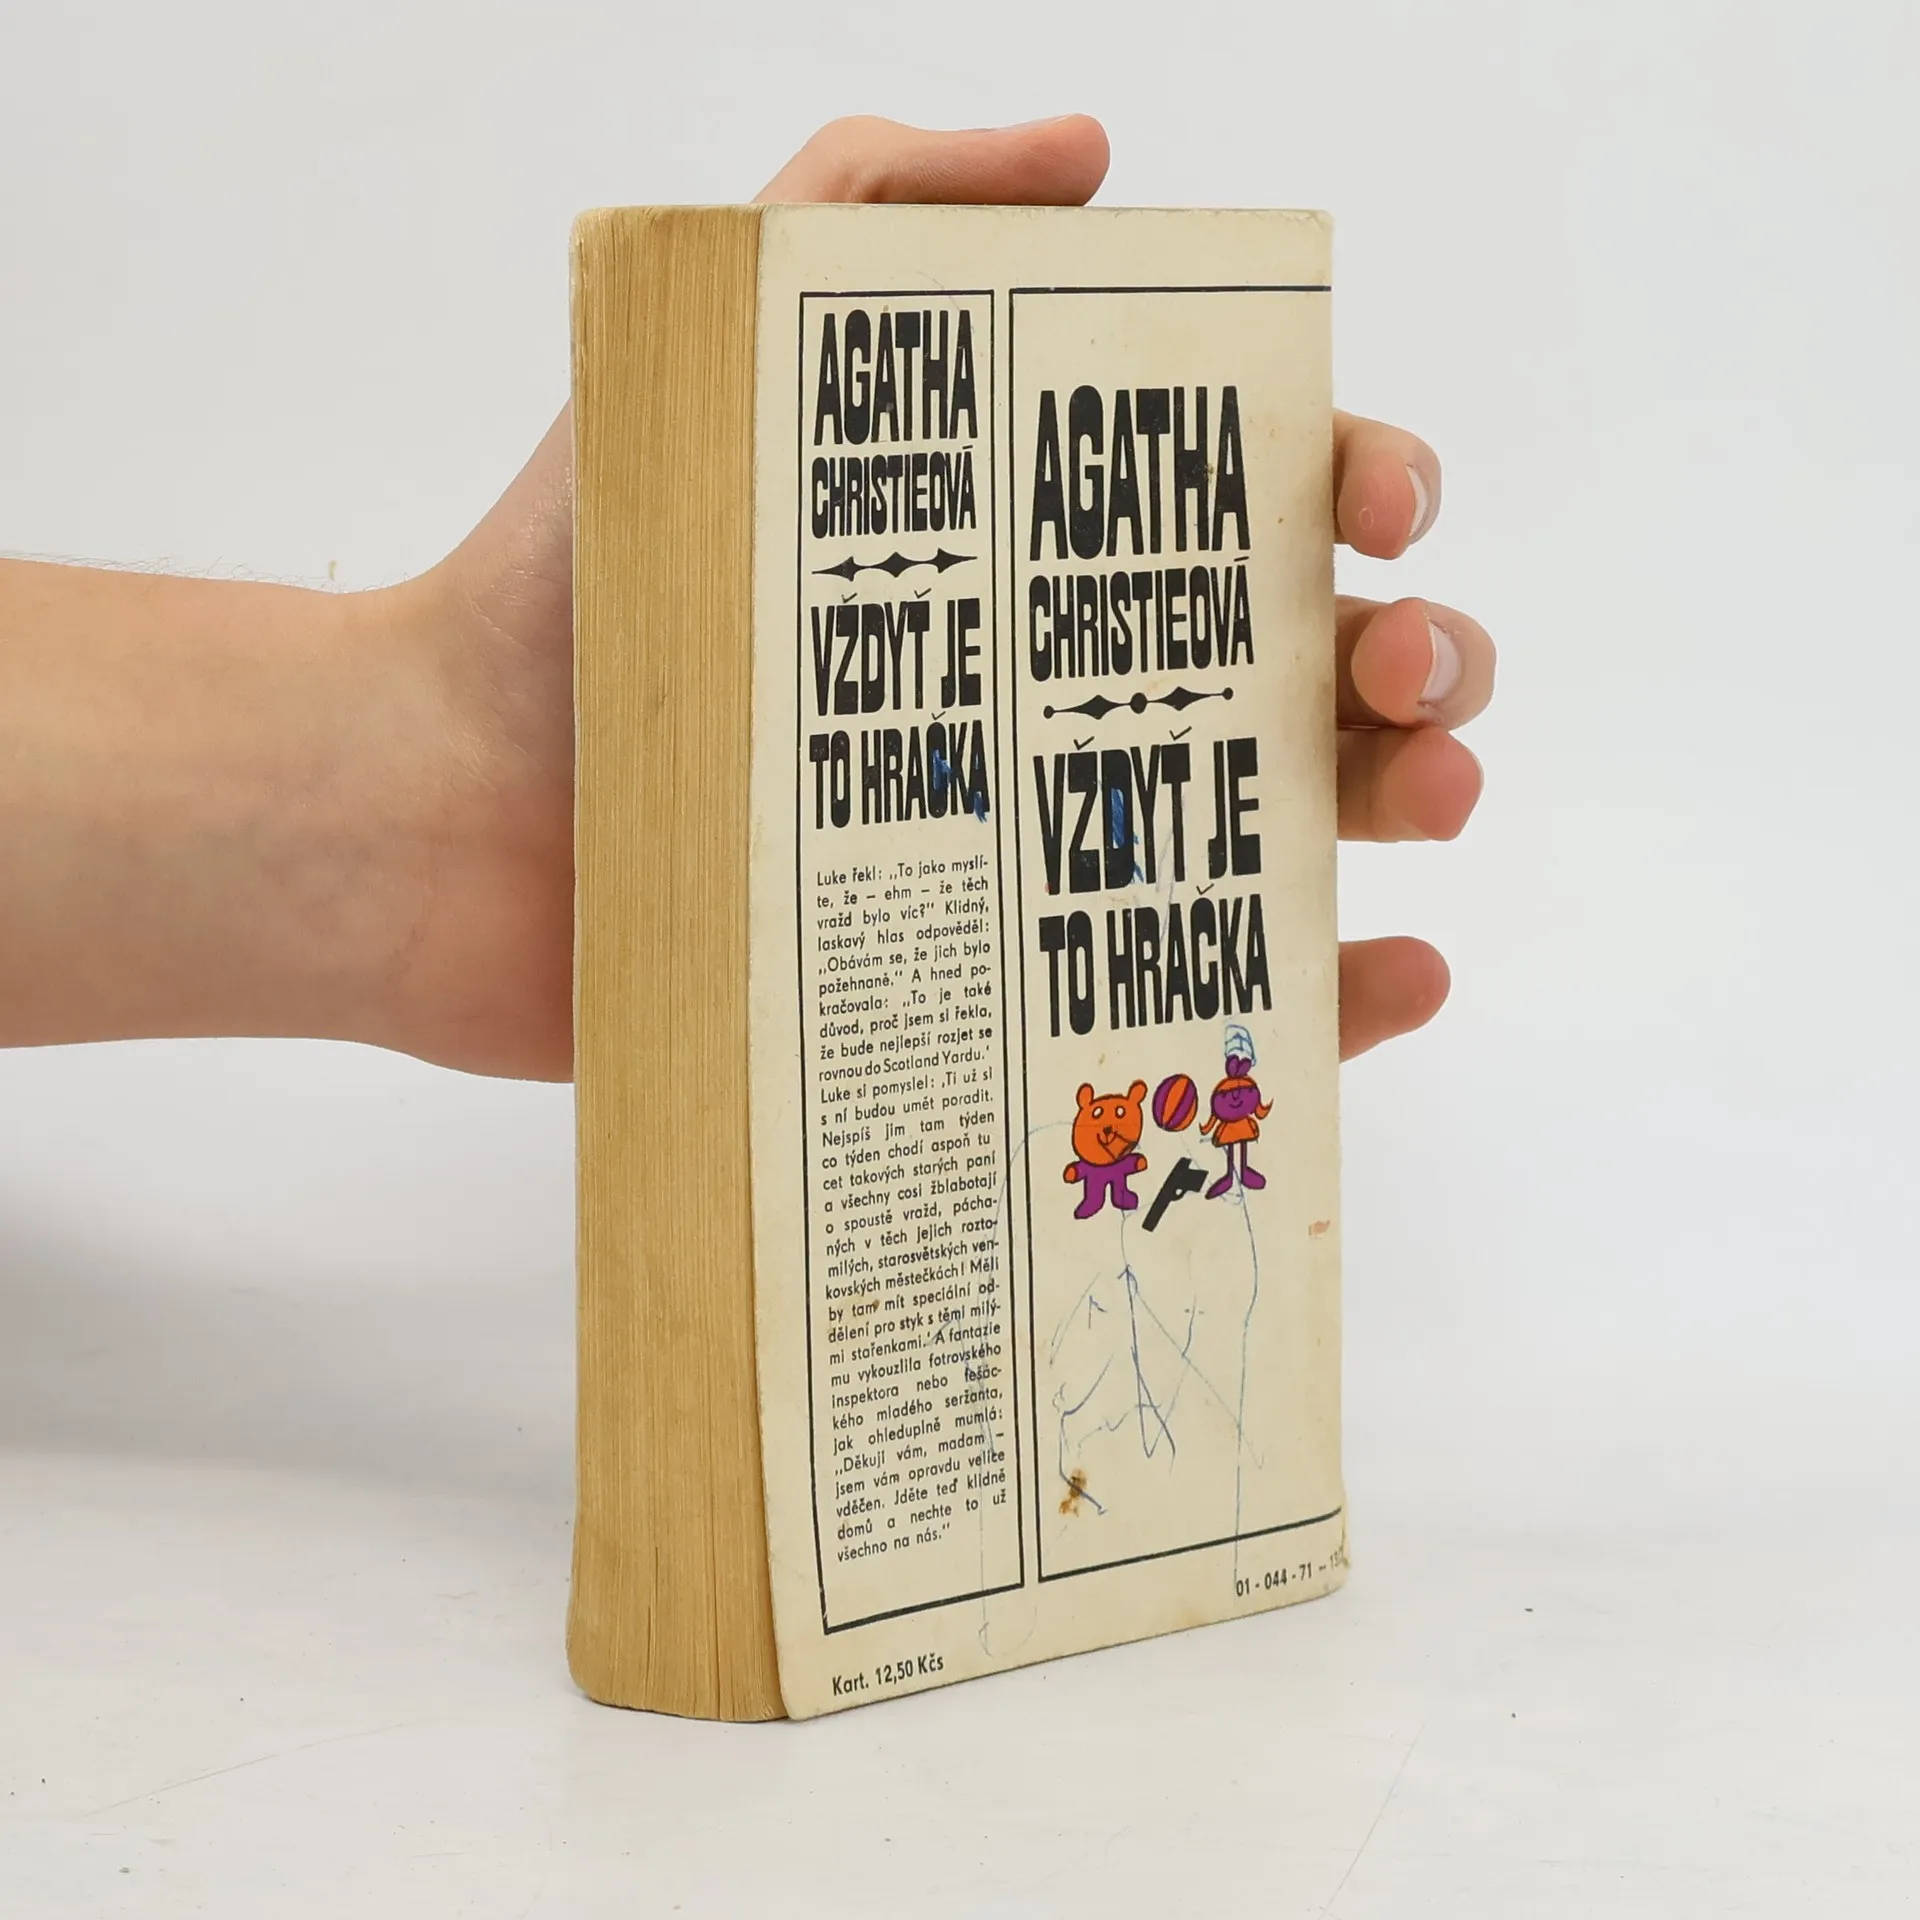 AGATHA
CHRISTIEOVÁ
VŽDYŤ JE
TO HRAČKA
Luke řekl: „To jako myslí-
te, že – ehm – že těch
vražd bylo víc?“ Klidný,
laskavý hlas odpověděl:
„Obávám se, že jich bylo
požehnaně.“ A hned po-
kračovala: „To je také
důvod, proč jsem si řekla,
že bude nejlepší rozjet se
rovnou do Scotland Yardu.‘
Luke si pomyslel: ‚Ti už si
s ní budou umět poradit.
Nejspíš jim tam týden
co týden chodí aspoň tu
cet takových starých paní
a všechny cosi žblabotají
o spoustě vražd, pácha-
ných v těch jejich rozto-
milých, starosvětských ven-
kovských městečkách! Měli
by tam mít speciální od-
dělení pro styk s těmi milý-
mi stařenkami.‘ A fantazie
mu vykouzlila fotrovského
inspektora nebo fešác-
kého mladého seržanta,
jak ohleduplně mumlá:
„Děkuji vám, madam –
jsem vám opravdu velice
vděčen. Jděte teď klidně
domů a nechte to už
všechno na nás.“
Kart. 12,50 Kčs
AGATHA
CHRISTIEOVÁ
VŽDYŤ JE
TO HRAČKA
01 - 044 - 71 –